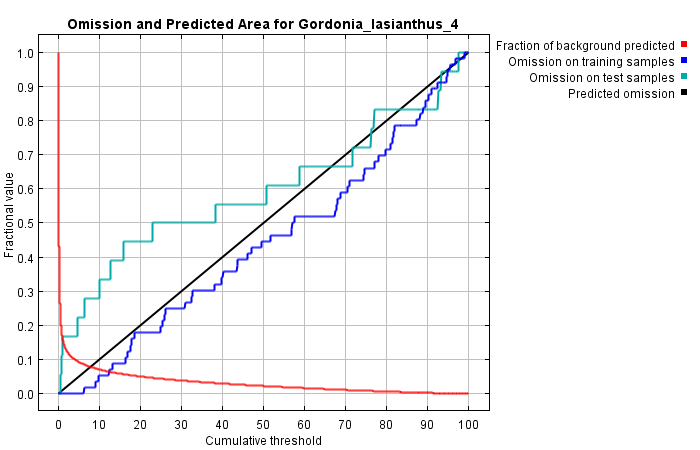 Omission and Predicted Area for Gordonia_lasianthus_4
Fraction of background predicted
Omission on training samples
Omission on test samples
Predicted omission
Fractional value
1.0
0.9
0.8
0.7
0.6
0.5
0.4
0.3
0.2
0.1
0.0
0 10 20 30 40 50 60 70 80 90 100
Cumulative threshold